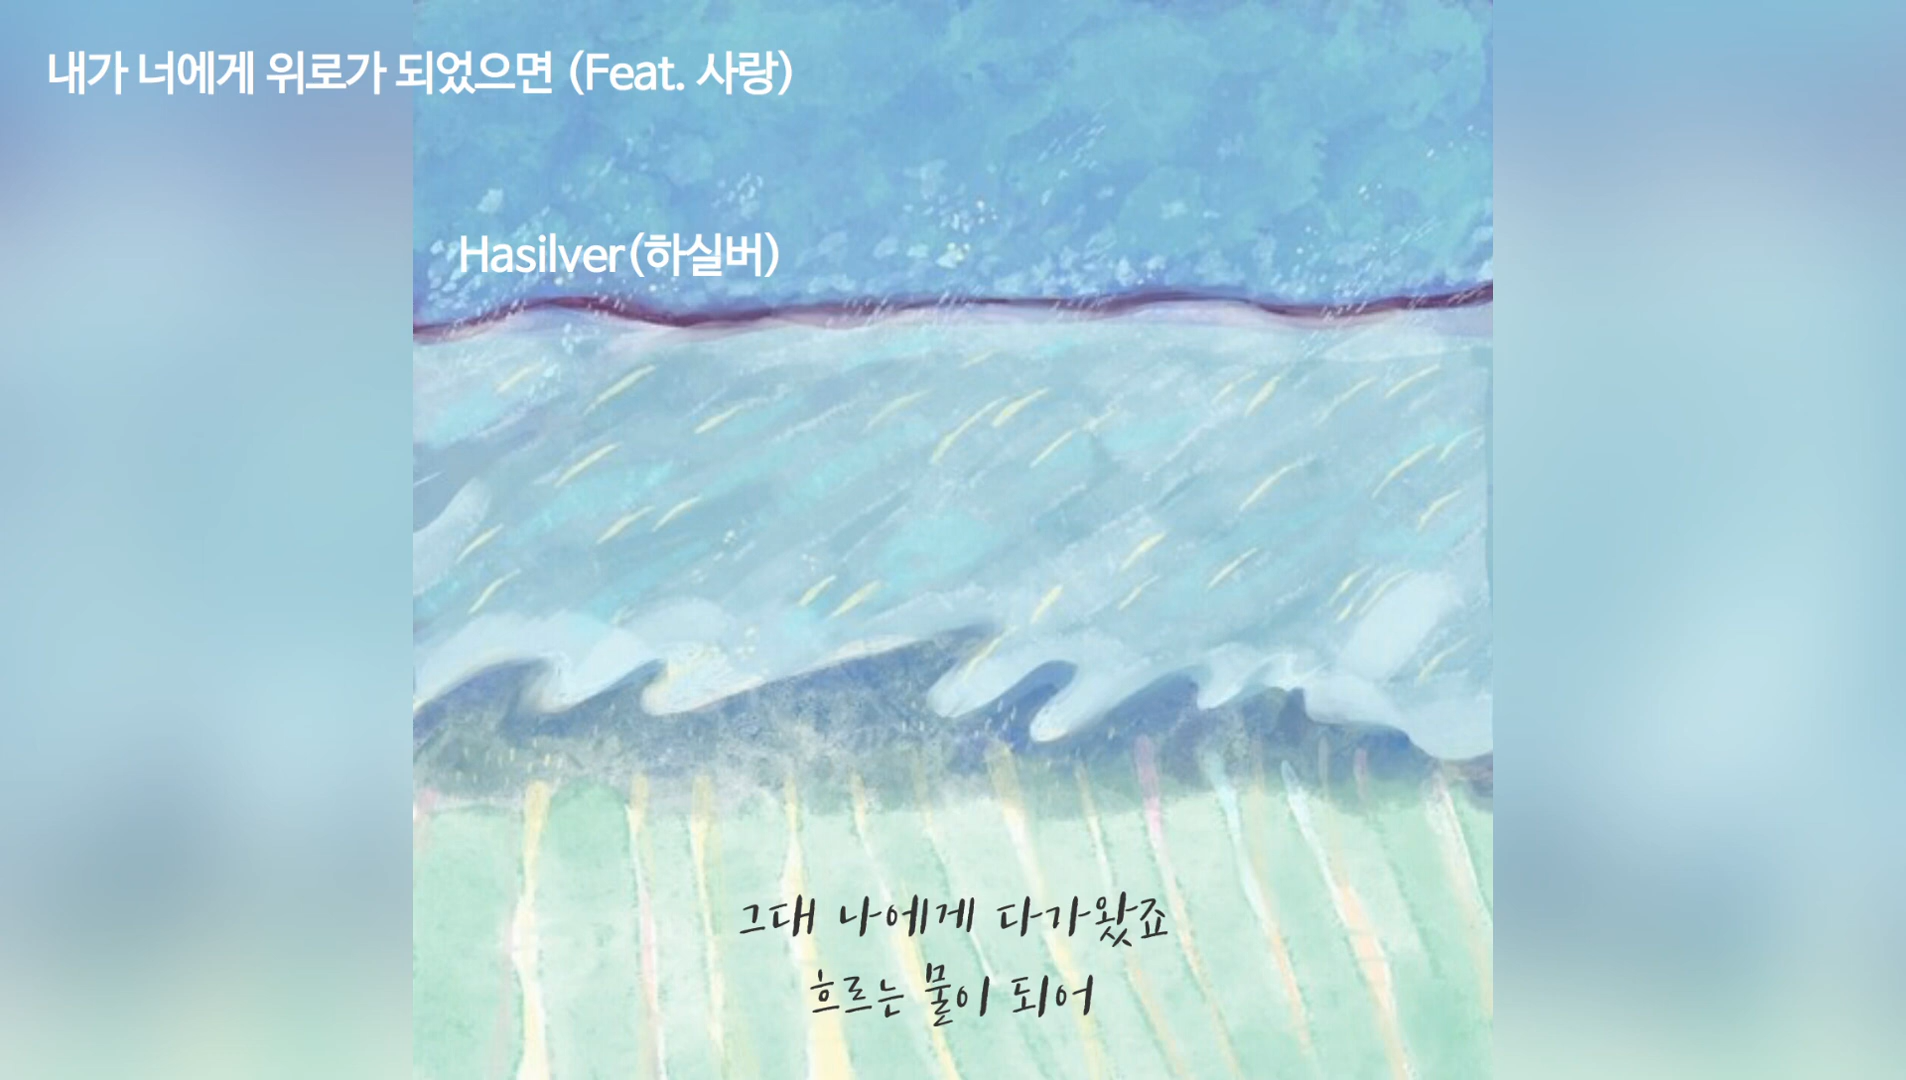 내가 너에게 위로가 되었으면 (Feat. 사랑)
Hasilver(하실버)
그대 나에게 다가왔죠
흐르는 물이 되어